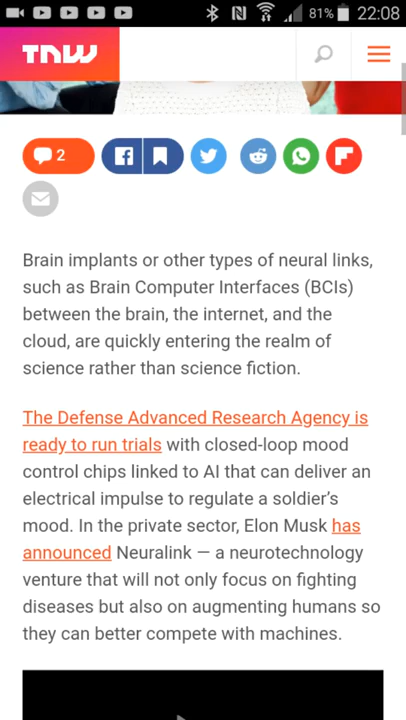 81% 22:08
TNW
2
Brain implants or other types of neural links,
such as Brain Computer Interfaces (BCIs)
between the brain, the internet, and the
cloud, are quickly entering the realm of
science rather than science fiction.
The Defense Advanced Research Agency is
ready to run trials with closed-loop mood
control chips linked to AI that can deliver an
electrical impulse to regulate a soldier’s
mood. In the private sector, Elon Musk has
announced Neuralink — a neurotechnology
venture that will not only focus on fighting
diseases but also on augmenting humans so
they can better compete with machines.